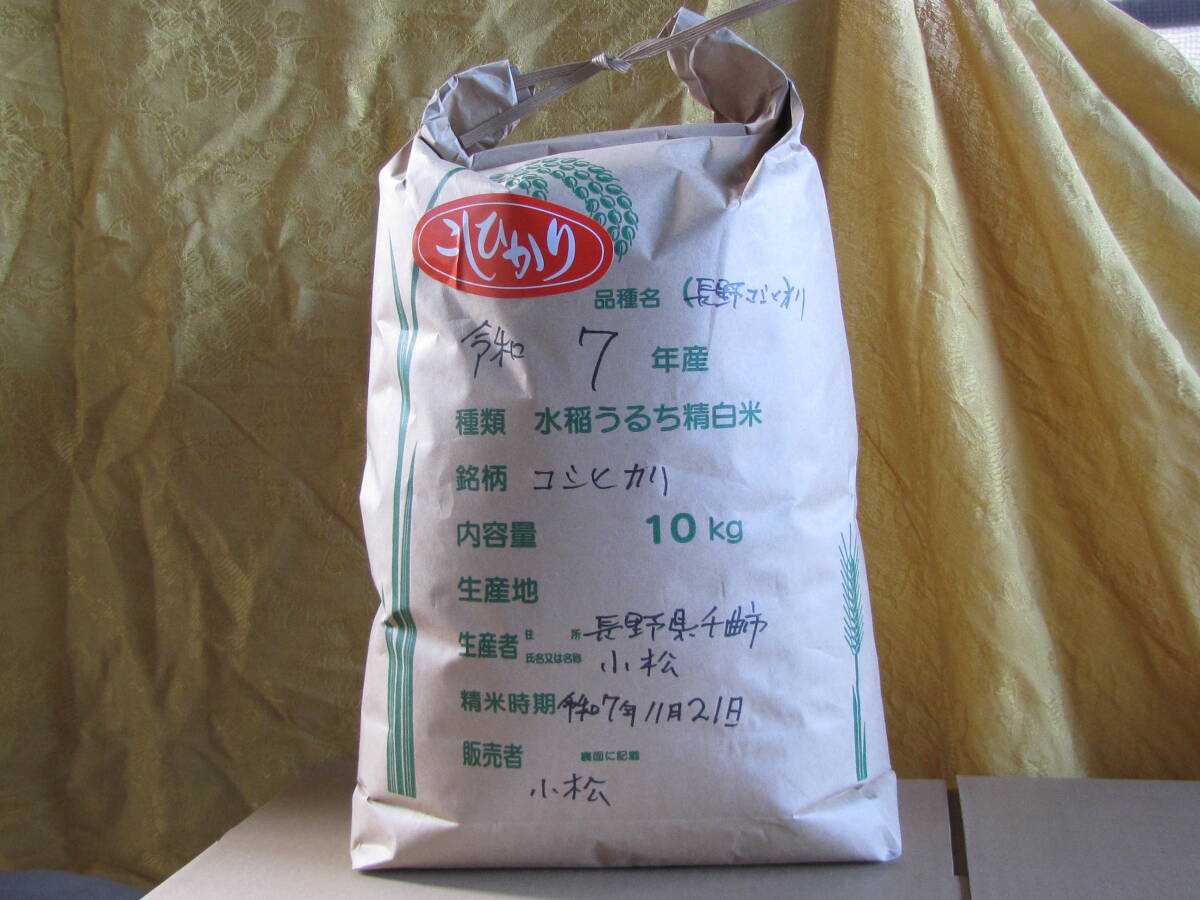 こしひかり
品種名 (長野コシヒカリ)
令和 7 年産
種類 水稲うるち精白米
銘柄 コシヒカリ
内容量 10kg
生産地
生産者 住所 長野県千曲市
氏名又は名称 小松
精米時期 令和7年11月21日
販売者 裏面に記載
小松